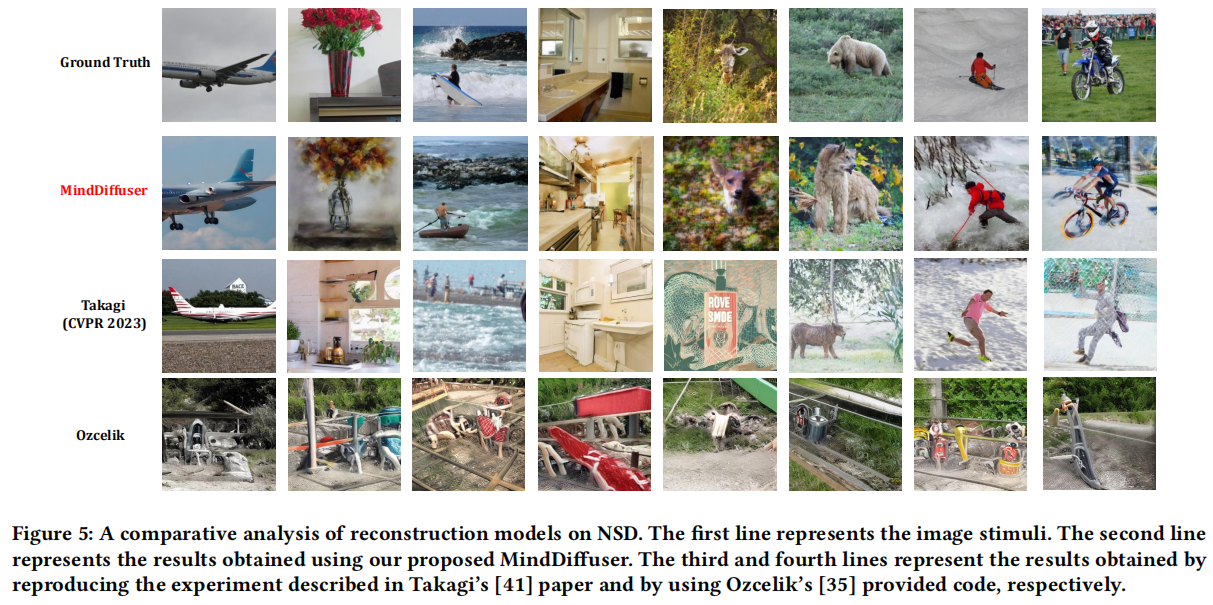 Ground Truth
MindDiffuser
Takagi
(CVPR 2023)
RACE
ROVE
SMDE
Ozcelik
Figure 5: A comparative analysis of reconstruction models on NSD. The first line represents the image stimuli. The second line
represents the results obtained using our proposed MindDiffuser. The third and fourth lines represent the results obtained by
reproducing the experiment described in Takagi's [41] paper and by using Ozcelik's [35] provided code, respectively.